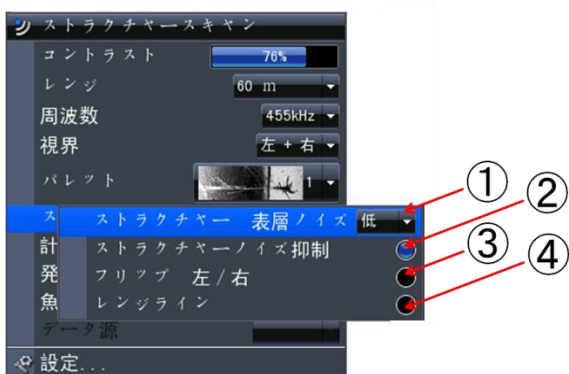 ストラクチャースキャン
コントラスト 76%
レンジ 60 m
周波数 455kHz
視界 左 + 右
パレット 1
ス
ストラクチャー 表層ノイズ 低
計
ストラクチャーノイズ抑制
発
フリップ 左/右
魚
レンジライン
データ源
設定...
①
②
③
④